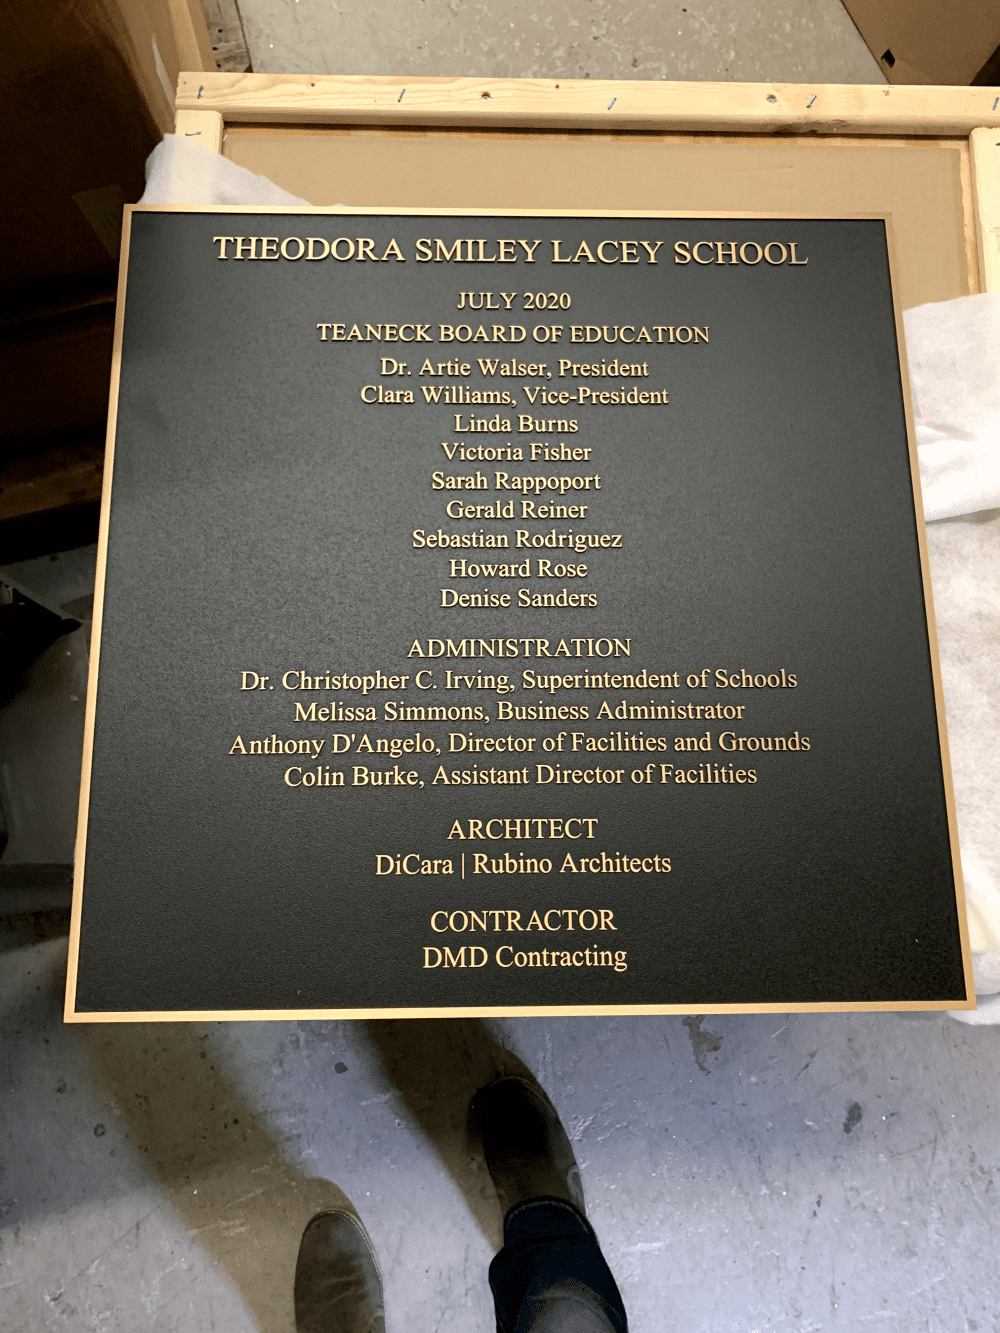 THEODORA SMILEY LACEY SCHOOL
JULY 2020
TEANECK BOARD OF EDUCATION
Dr. Artie Walser, President
Clara Williams, Vice-President
Linda Burns
Victoria Fisher
Sarah Rappoport
Gerald Reiner
Sebastian Rodriguez
Howard Rose
Denise Sanders
ADMINISTRATION
Dr. Christopher C. Irving, Superintendent of Schools
Melissa Simmons, Business Administrator
Anthony D'Angelo, Director of Facilities and Grounds
Colin Burke, Assistant Director of Facilities
ARCHITECT
DiCara | Rubino Architects
CONTRACTOR
DMD Contracting